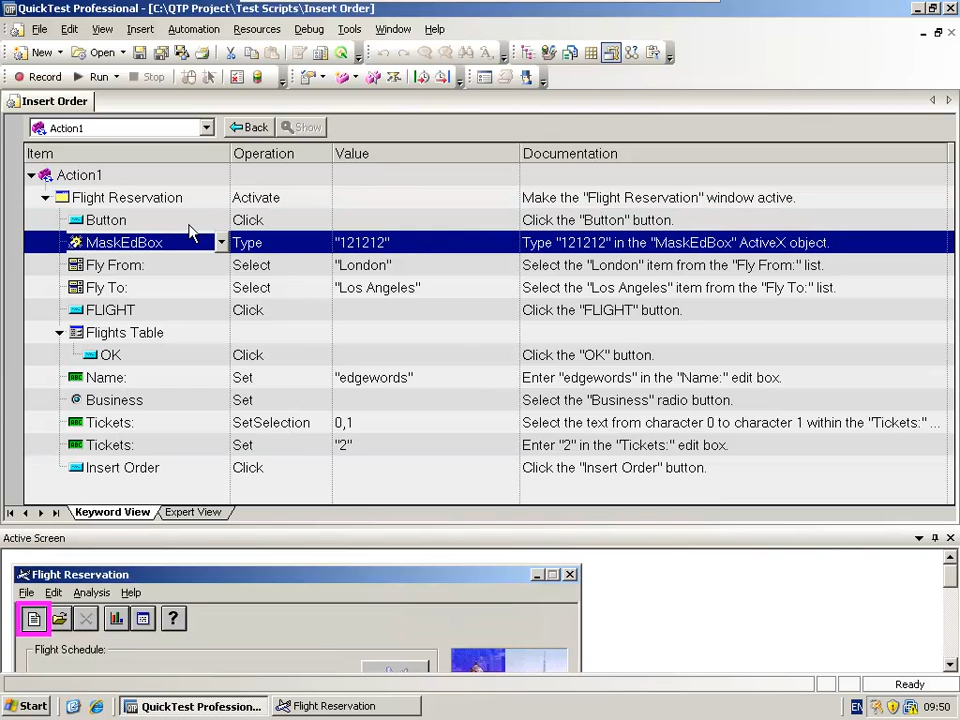 QuickTest Professional - [C:\QTP Project\Test Scripts\Insert Order]
File Edit View Insert Automation Resources Debug Tools Window Help
New Open
Record Run Stop
Insert Order
Action1 Back Show
Item Operation Value Documentation
Action1
Flight Reservation Activate Make the "Flight Reservation" window active.
Button Click Click the "Button" button.
MaskEdBox Type "121212" Type "121212" in the "MaskEdBox" ActiveX object.
Fly From: Select "London" Select the "London" item from the "Fly From:" list.
Fly To: Select "Los Angeles" Select the "Los Angeles" item from the "Fly To:" list.
FLIGHT Click Click the "FLIGHT" button.
Flights Table
OK Click Click the "OK" button.
Name: Set "edgewords" Enter "edgewords" in the "Name:" edit box.
Business Set Select the "Business" radio button.
Tickets: SetSelection 0,1 Select the text from character 0 to character 1 within the "Tickets:" ...
Tickets: Set "2" Enter "2" in the "Tickets:" edit box.
Insert Order Click Click the "Insert Order" button.
Keyword View Expert View
Active Screen
Flight Reservation
File Edit Analysis Help
?
Flight Schedule:
Ready
Start QuickTest Profession... Flight Reservation EN 09:50